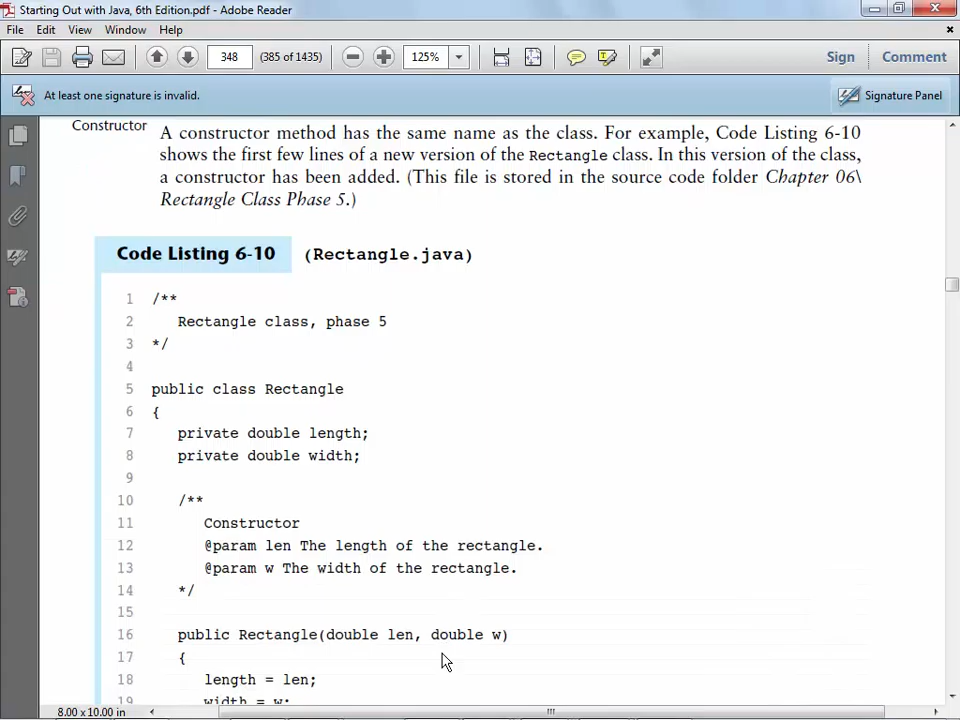 Starting Out with Java, 6th Edition.pdf - Adobe Reader
File Edit View Window Help
348 (385 of 1435) 125% Sign Comment
At least one signature is invalid. Signature Panel
Constructor
A constructor method has the same name as the class. For example, Code Listing 6-10
shows the first few lines of a new version of the Rectangle class. In this version of the class,
a constructor has been added. (This file is stored in the source code folder Chapter 06\
Rectangle Class Phase 5.)
Code Listing 6-10 (Rectangle.java)
1 /**
2 Rectangle class, phase 5
3 */
4
5 public class Rectangle
6 {
7 private double length;
8 private double width;
9
10 /**
11 Constructor
12 @param len The length of the rectangle.
13 @param w The width of the rectangle.
14 */
15
16 public Rectangle(double len, double w)
17 {
18 length = len;
19 width = w;
8.00 x 10.00 in